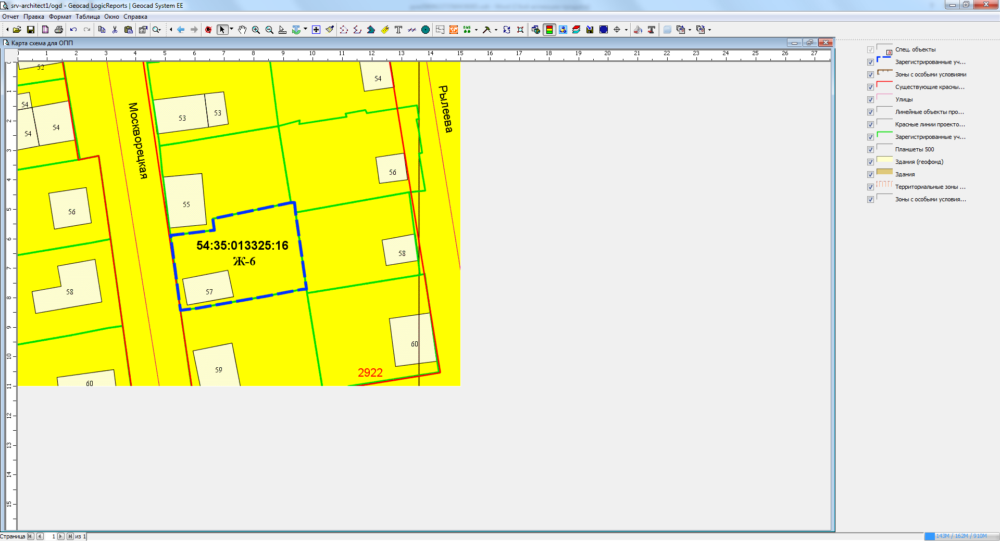 srv-architect1/ogd - Geocad LogicReports | Geocad System EE
Отчет Правка Формат Таблица Окно Справка
Карта схема для ОПП
0 1 2 3 4 5 6 7 8 9 10 11 12 13 14 15 16 17 18 19 20 21 22 23 24 25 26 27
0
1
2
3
4
5
6
7
8
9
10
11
12
13
14
15
52
54
54
54
54
53
53
Москворецкая
Рылеева
56
55
56
54:35:013325:16
Ж-6
58
57
58
60
59
60
2922
Спец. объекты
Зарегистрированные уч...
Зоны с особыми условиями
Существующие красны...
Улицы
Линейные объекты про...
Красные линии проекто...
Зарегистрированные уч...
Планшеты 500
Здания (геофонд)
Здания
Территориальные зоны ...
Зоны с особыми условия...
Страница 1 из 1
143M / 162M / 910M